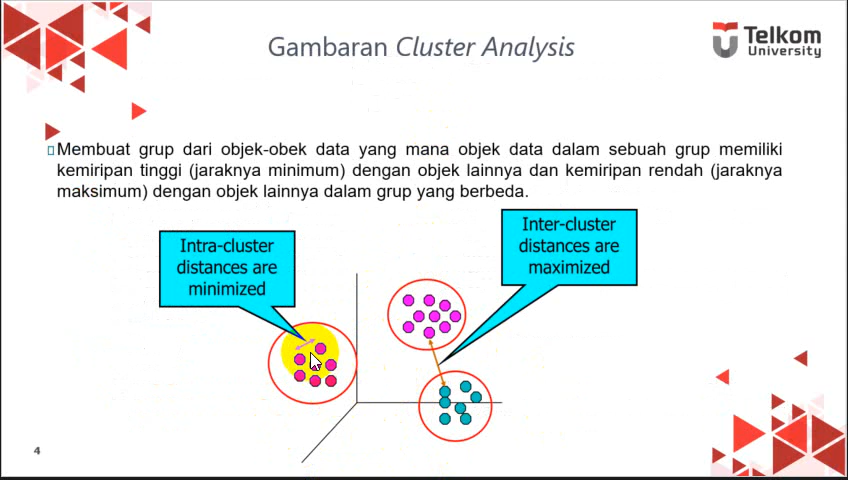 Gambaran Cluster Analysis
Telkom
University
Membuat grup dari objek-obek data yang mana objek data dalam sebuah grup memiliki
kemiripan tinggi (jaraknya minimum) dengan objek lainnya dan kemiripan rendah (jaraknya
maksimum) dengan objek lainnya dalam grup yang berbeda.
Intra-cluster
distances are
minimized
Inter-cluster
distances are
maximized
4